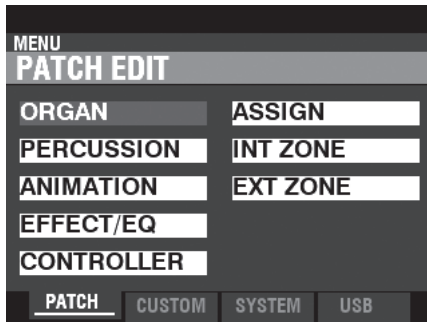 MENU
PATCH EDIT
ORGAN ASSIGN
PERCUSSION INT ZONE
ANIMATION EXT ZONE
EFFECT/EQ
CONTROLLER
PATCH CUSTOM SYSTEM USB